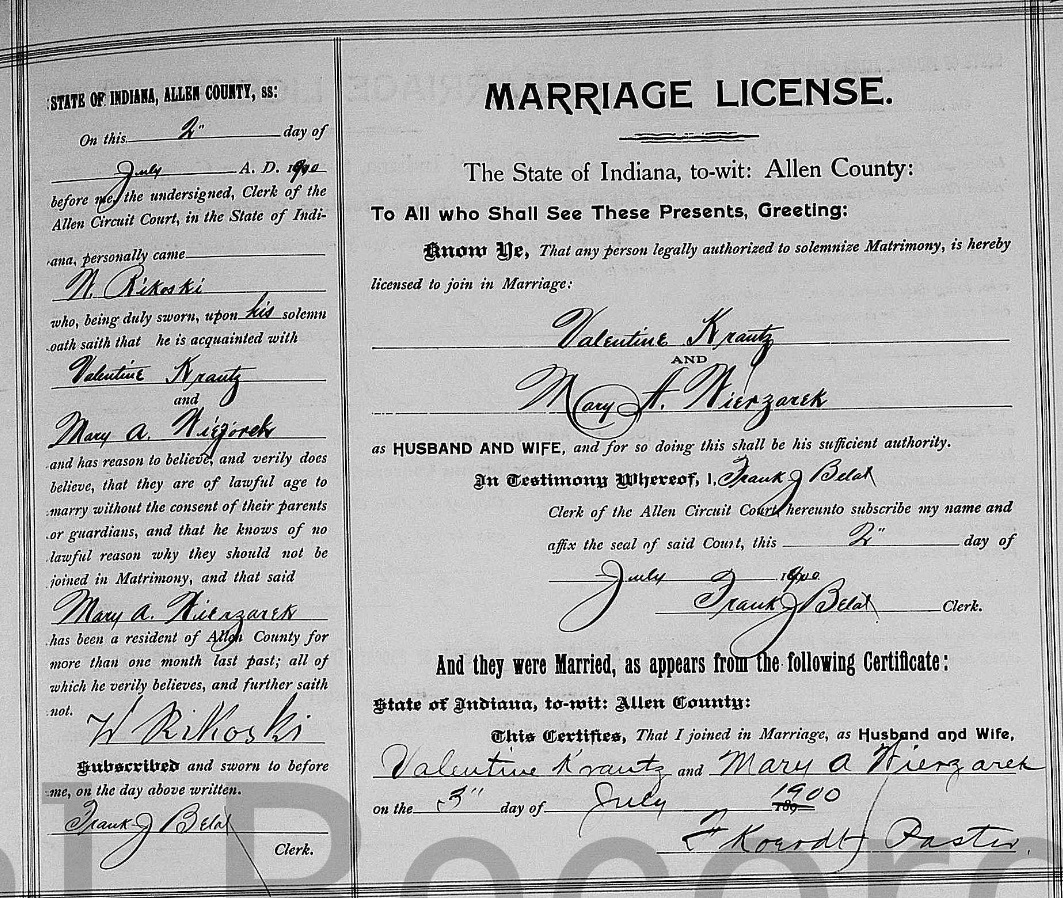 STATE OF INDIANA, ALLEN COUNTY, ss:
On this 2" day of
July A. D. 1900
before me, the undersigned, Clerk of the
Allen Circuit Court, in the State of Indi-
ana, personally came
W. Rikoski
who, being duly sworn, upon his solemn
oath saith that he is acquainted with
Valentine Krantz
and
Mary A. Wiezorek
and has reason to believe, and verily does
believe, that they are of lawful age to
marry without the consent of their parents
or guardians, and that he knows of no
lawful reason why they should not be
joined in Matrimony, and that said
Mary A. Wierzarek
has been a resident of Allen County for
more than one month last past; all of
which he verily believes, and further saith
not.
W Rikoski
Subscribed and sworn to before
me, on the day above written.
Frank J Belot
Clerk.
MARRIAGE LICENSE.
The State of Indiana, to-wit: Allen County:
To All who Shall See These Presents, Greeting:
Know Ye, That any person legally authorized to solemnize Matrimony, is hereby
licensed to join in Marriage:
Valentine Krantz
AND
Mary A. Wierzarek
as HUSBAND AND WIFE, and for so doing this shall be his sufficient authority.
In Testimony Whereof, I, Frank J Belot
Clerk of the Allen Circuit Court, hereunto subscribe my name and
affix the seal of said Court, this 2" day of
July 1900
Frank J Belot Clerk.
And they were Married, as appears from the following Certificate:
State of Indiana, to-wit: Allen County:
This Certifies, That I joined in Marriage, as Husband and Wife,
Valentine Krantz and Mary A Wierzarek
on the 3" day of July 1900
F Koerdt Pastor.